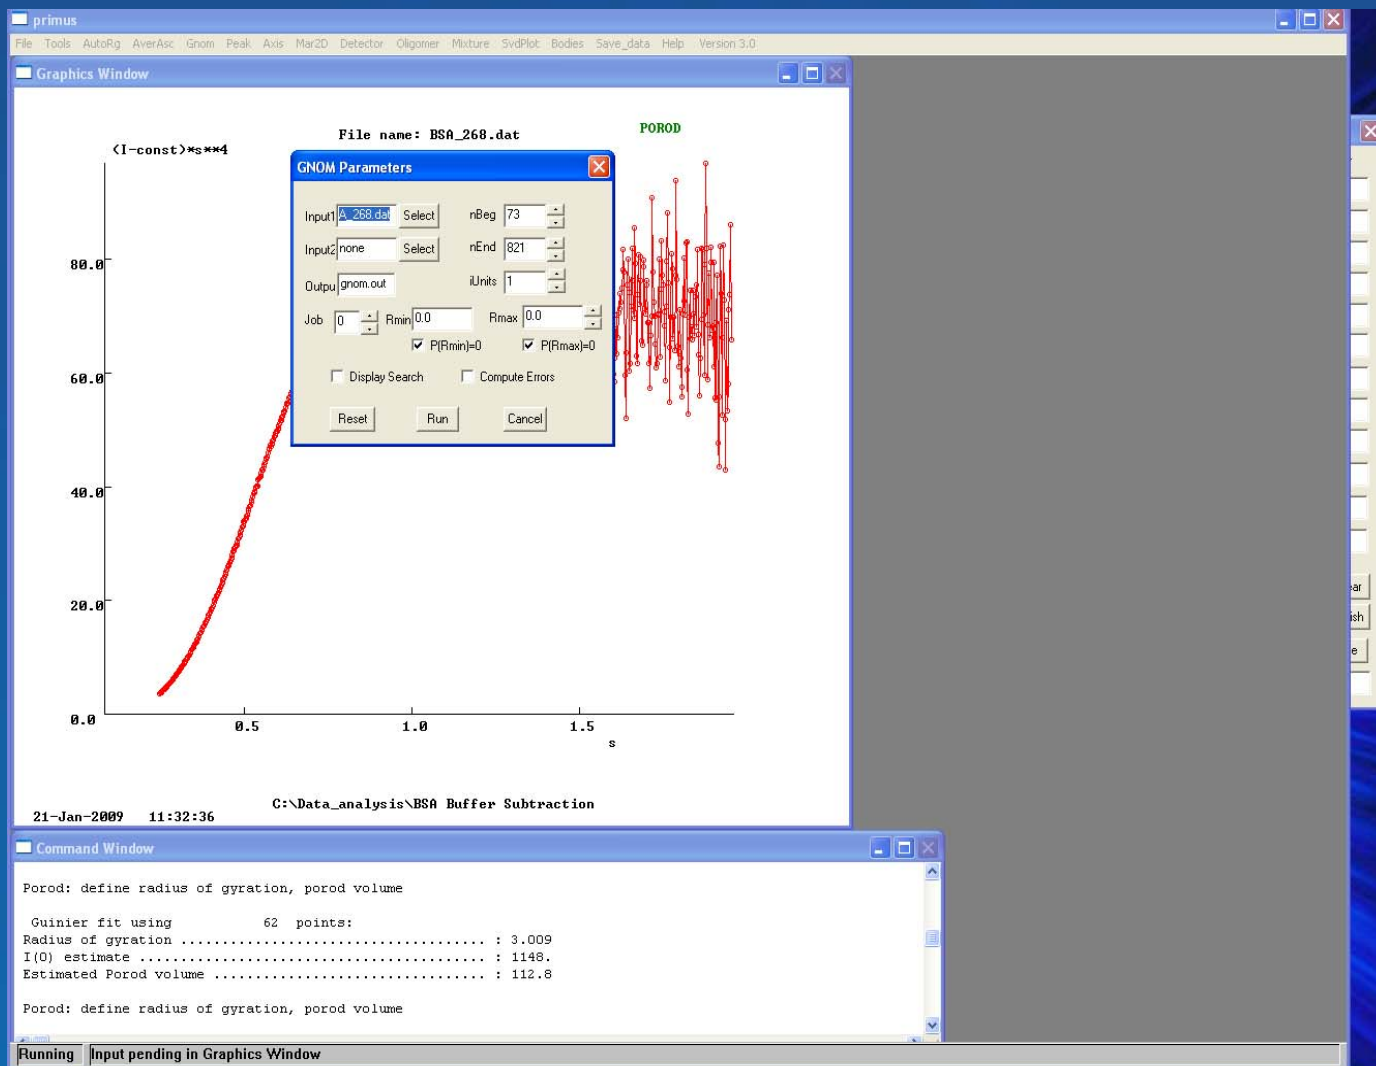 primus
File Tools AutoRg AverAsc Gnom Peak Axis Mar2D Detector Oligomer Mixture SvdPlot Bodies Save_data Help Version 3.0
Graphics Window
File name: BSA_268.dat
POROD
(I-const)*s**4
GNOM Parameters
Input1 A_268.dat Select nBeg 73
Input2 none Select nEnd 821
Outpu gnom.out iUnits 1
Job 0 Rmin 0.0 Rmax 0.0
P(Rmin)=0 P(Rmax)=0
Display Search Compute Errors
Reset Run Cancel
80.0
60.0
40.0
20.0
0.0
0.5 1.0 1.5
s
C:\Data_analysis\BSA Buffer Subtraction
21-Jan-2009 11:32:36
ar
ish
e
Command Window
Porod: define radius of gyration, porod volume
Guinier fit using 62 points:
Radius of gyration ..................................... : 3.009
I(0) estimate .......................................... : 1148.
Estimated Porod volume ................................. : 112.8
Porod: define radius of gyration, porod volume
Running Input pending in Graphics Window